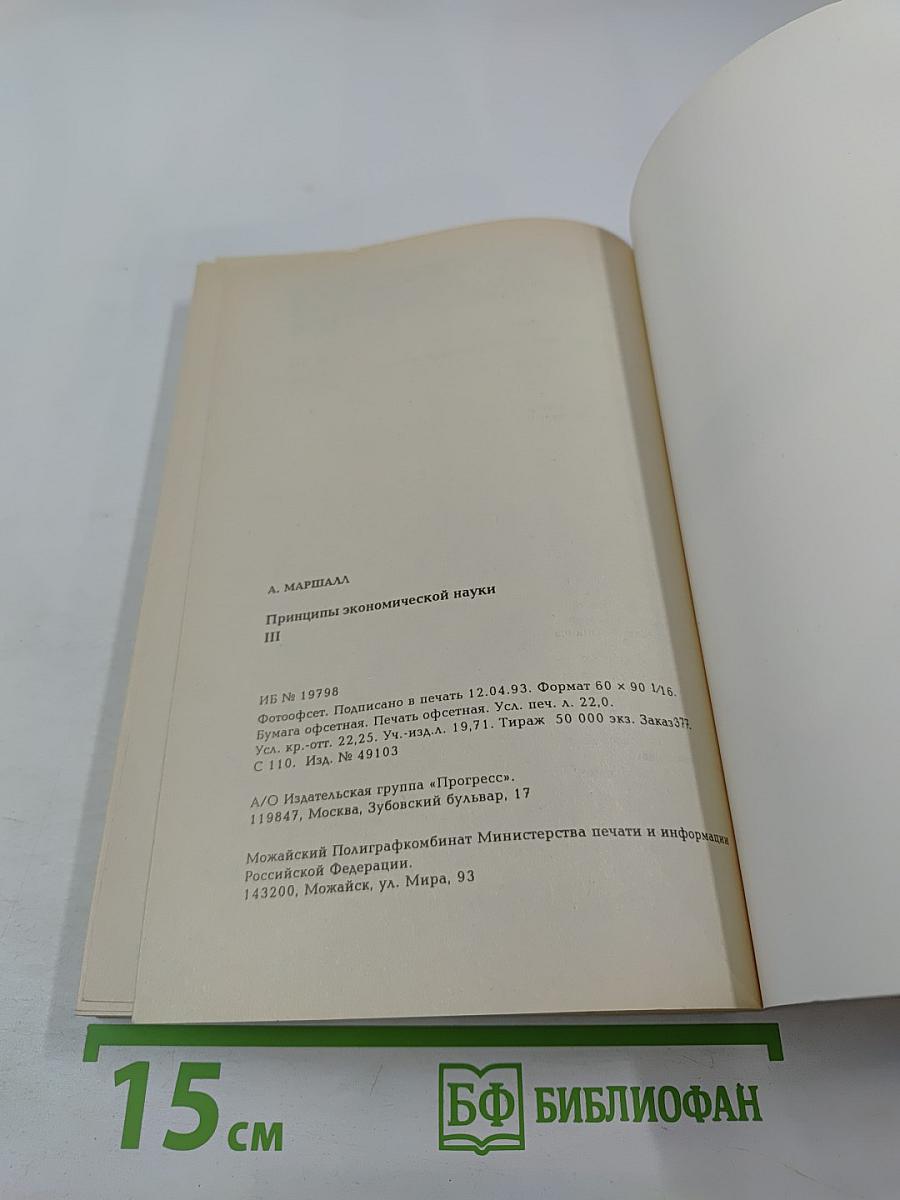 А. МАРШАЛЛ
Принципы экономической науки
III
ИБ № 19798
Фотоофсет. Подписано в печать 12.04.93. Формат 60 × 90 1/16.
Бумага офсетная. Печать офсетная. Усл. печ. л. 22,0.
Усл. кр.-отт. 22,25. Уч.-изд.л. 19,71. Тираж 50 000 экз. Заказ377.
С 110. Изд. № 49103
А/О Издательская группа «Прогресс».
119847, Москва, Зубовский бульвар, 17
Можайский Полиграфкомбинат Министерства печати и информации
Российской Федерации.
143200, Можайск, ул. Мира, 93
15 см
БФ БИБЛИОФАН